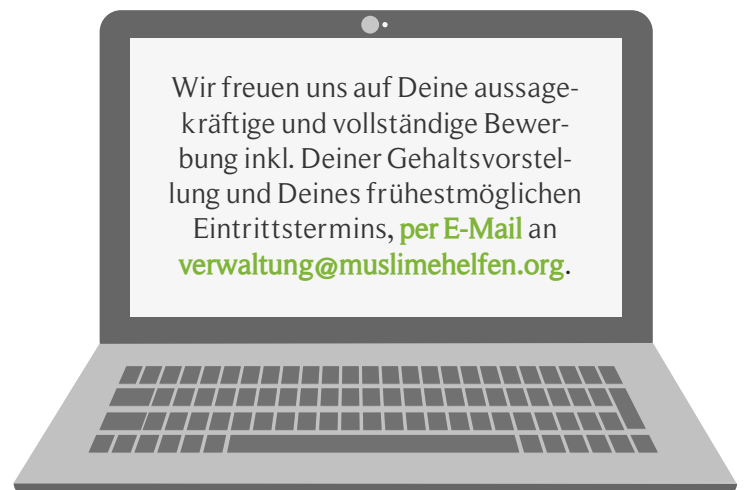 Wir freuen uns auf Deine aussage-
kräftige und vollständige Bewer-
bung inkl. Deiner Gehaltsvorstel-
lung und Deines frühestmöglichen
Eintrittstermins, per E-Mail an
verwaltung@muslimehelfen.org.